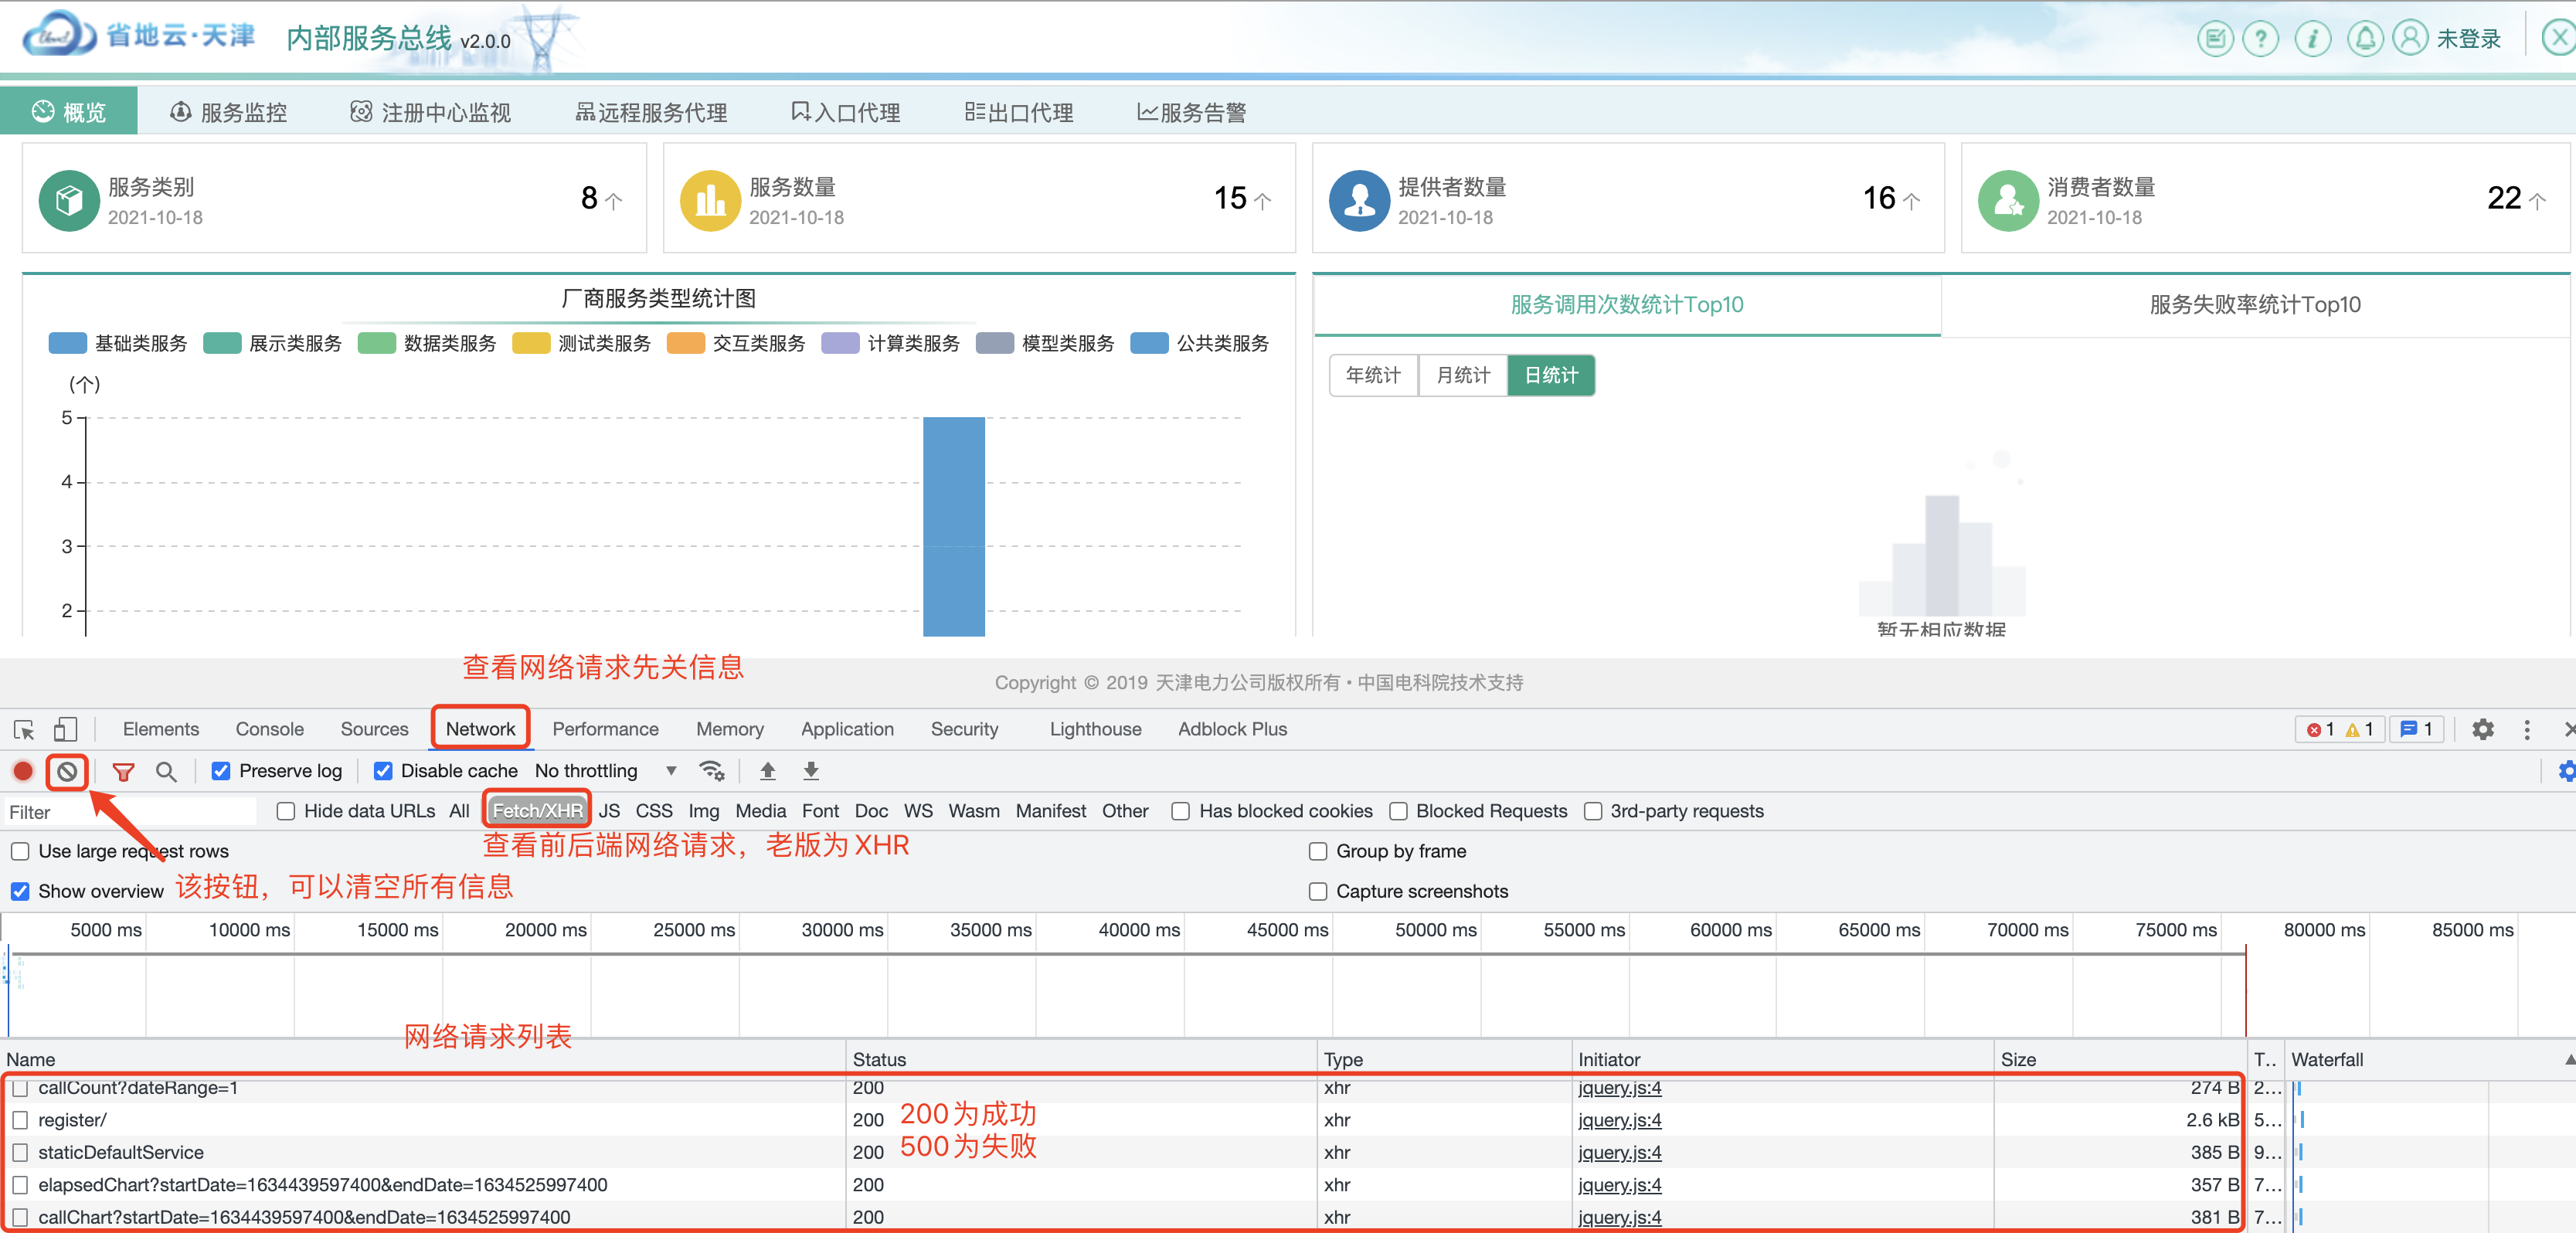 省地云·天津 内部服务总线 v2.0.0 未登录
概览 服务监控 注册中心监视 远程服务代理 入口代理 出口代理 服务告警
服务类别 8 个
2021-10-18
服务数量 15 个
2021-10-18
提供者数量 16 个
2021-10-18
消费者数量 22 个
2021-10-18
厂商服务类型统计图
基础类服务 展示类服务 数据类服务 测试类服务 交互类服务 计算类服务 模型类服务 公共类服务
(个)
5
4
3
2
服务调用次数统计Top10 服务失败率统计Top10
年统计 月统计 日统计
暂无相应数据
查看网络请求先关信息
Copyright © 2019 天津电力公司版权所有 • 中国电科院技术支持
Elements Console Sources Network Performance Memory Application Security Lighthouse Adblock Plus 1 1 1
Preserve log Disable cache No throttling
Filter Hide data URLs All Fetch/XHR JS CSS Img Media Font Doc WS Wasm Manifest Other Has blocked cookies Blocked Requests 3rd-party requests
查看前后端网络请求，老版为 XHR
Use large request rows Group by frame
Show overview 该按钮，可以清空所有信息 Capture screenshots
5000 ms 10000 ms 15000 ms 20000 ms 25000 ms 30000 ms 35000 ms 40000 ms 45000 ms 50000 ms 55000 ms 60000 ms 65000 ms 70000 ms 75000 ms 80000 ms 85000 ms
网络请求列表
Name Status Type Initiator Size T... Waterfall
callCount?dateRange=1 200 xhr jquery.js:4 274 B 2...
register/ 200 xhr jquery.js:4 2.6 kB 5...
200 为成功
staticDefaultService 200 xhr jquery.js:4 385 B 9...
500 为失败
elapsedChart?startDate=1634439597400&endDate=1634525997400 200 xhr jquery.js:4 357 B 7...
callChart?startDate=1634439597400&endDate=1634525997400 200 xhr jquery.js:4 381 B 7...